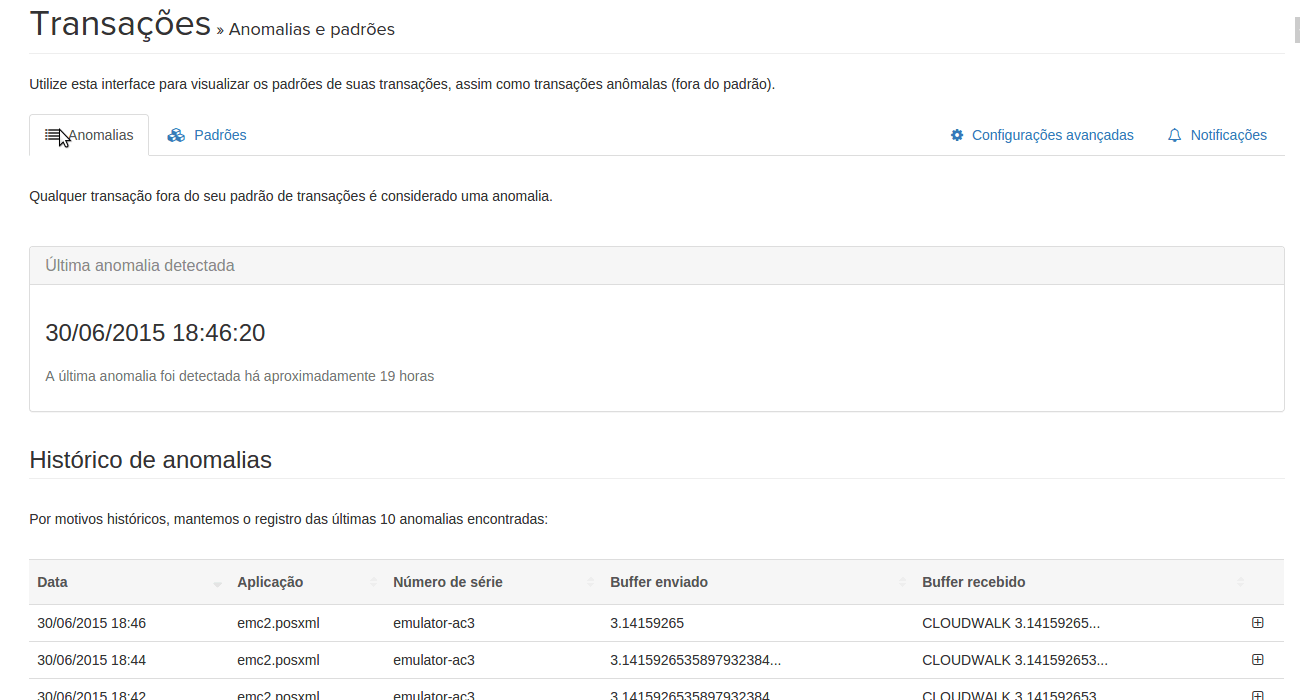 Transações » Anomalias e padrões
Utilize esta interface para visualizar os padrões de suas transações, assim como transações anômalas (fora do padrão).
Anomalias Padrões Configurações avançadas Notificações
Qualquer transação fora do seu padrão de transações é considerado uma anomalia.
Última anomalia detectada
30/06/2015 18:46:20
A última anomalia foi detectada há aproximadamente 19 horas
Histórico de anomalias
Por motivos históricos, mantemos o registro das últimas 10 anomalias encontradas:
Data Aplicação Número de série Buffer enviado Buffer recebido
30/06/2015 18:46 emc2.posxml emulator-ac3 3.14159265 CLOUDWALK 3.14159265...
30/06/2015 18:44 emc2.posxml emulator-ac3 3.1415926535897932384... CLOUDWALK 3.141592653...
30/06/2015 18:42 emc2.posxml emulator-ac3 3.1415926535897932384... CLOUDWALK 3.141592653...